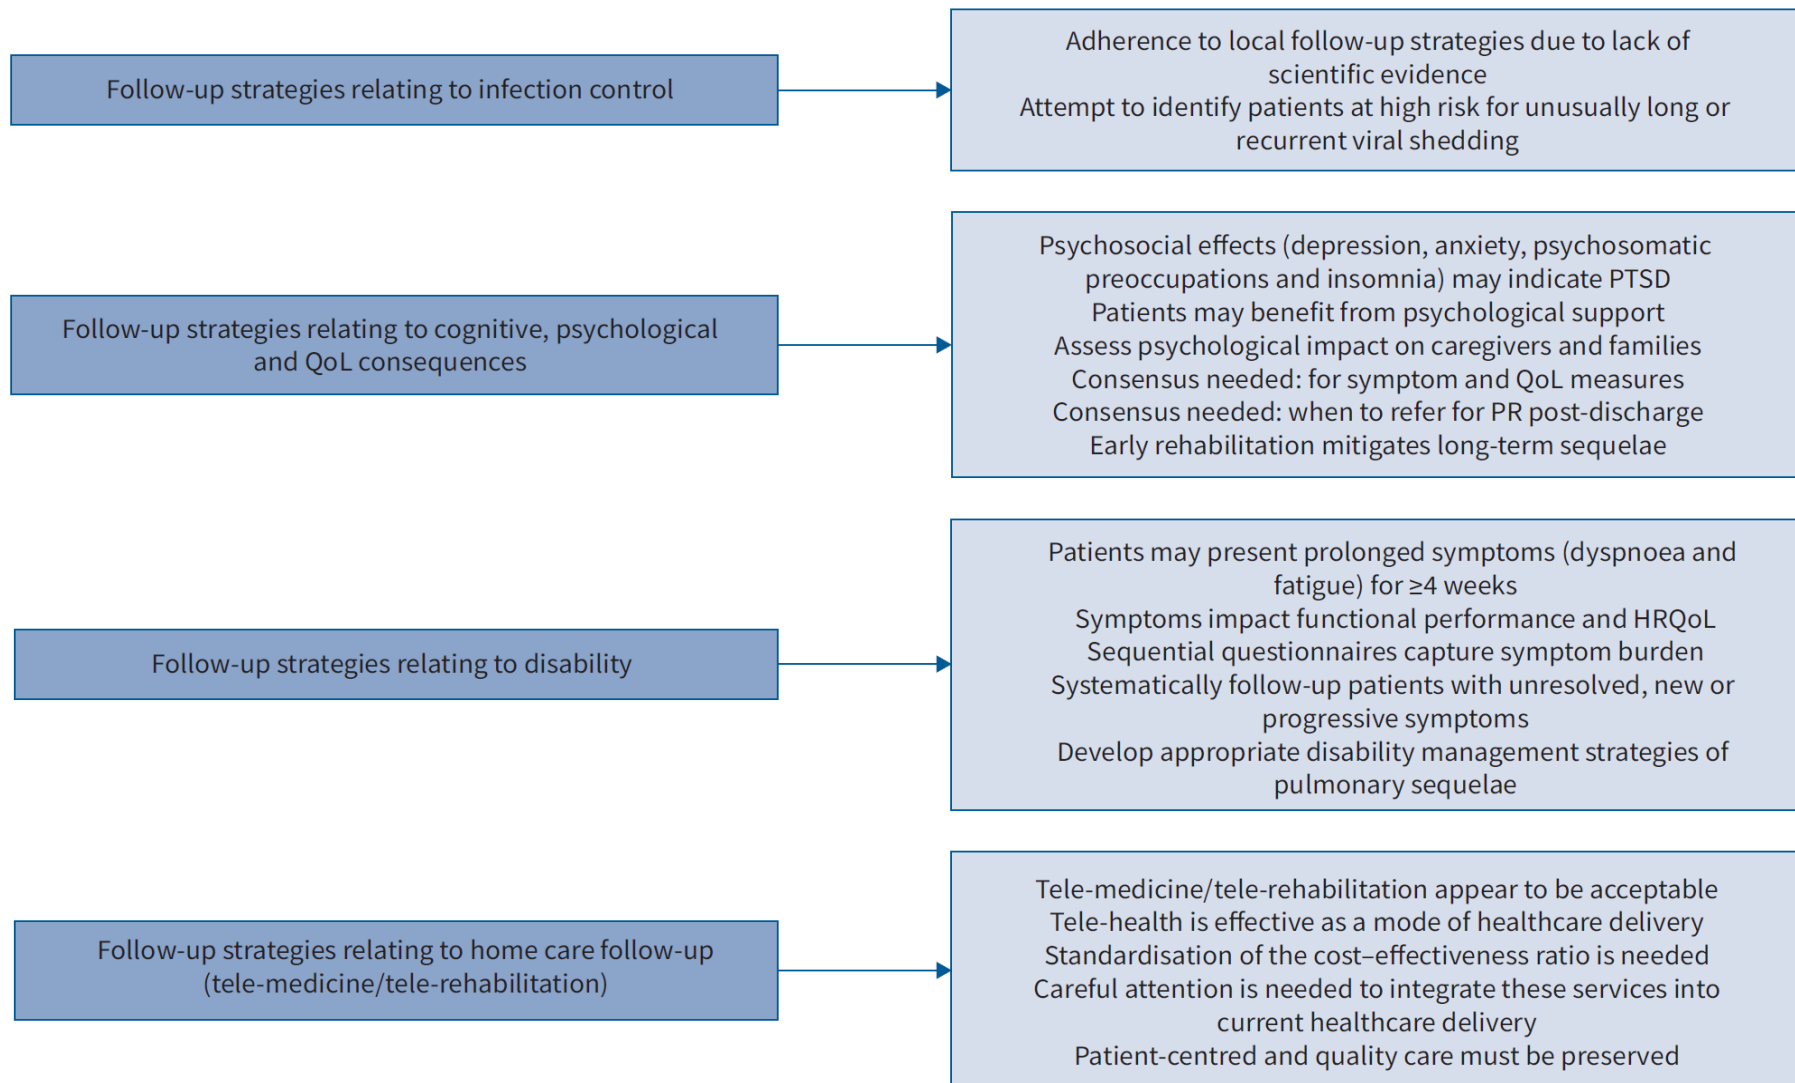 Follow-up strategies relating to infection control
Adherence to local follow-up strategies due to lack of
scientific evidence
Attempt to identify patients at high risk for unusually long or
recurrent viral shedding
Follow-up strategies relating to cognitive, psychological
and QoL consequences
Psychosocial effects (depression, anxiety, psychosomatic
preoccupations and insomnia) may indicate PTSD
Patients may benefit from psychological support
Assess psychological impact on caregivers and families
Consensus needed: for symptom and QoL measures
Consensus needed: when to refer for PR post-discharge
Early rehabilitation mitigates long-term sequelae
Follow-up strategies relating to disability
Patients may present prolonged symptoms (dyspnoea and
fatigue) for ≥4 weeks
Symptoms impact functional performance and HRQoL
Sequential questionnaires capture symptom burden
Systematically follow-up patients with unresolved, new or
progressive symptoms
Develop appropriate disability management strategies of
pulmonary sequelae
Follow-up strategies relating to home care follow-up
(tele-medicine/tele-rehabilitation)
Tele-medicine/tele-rehabilitation appear to be acceptable
Tele-health is effective as a mode of healthcare delivery
Standardisation of the cost–effectiveness ratio is needed
Careful attention is needed to integrate these services into
current healthcare delivery
Patient-centred and quality care must be preserved